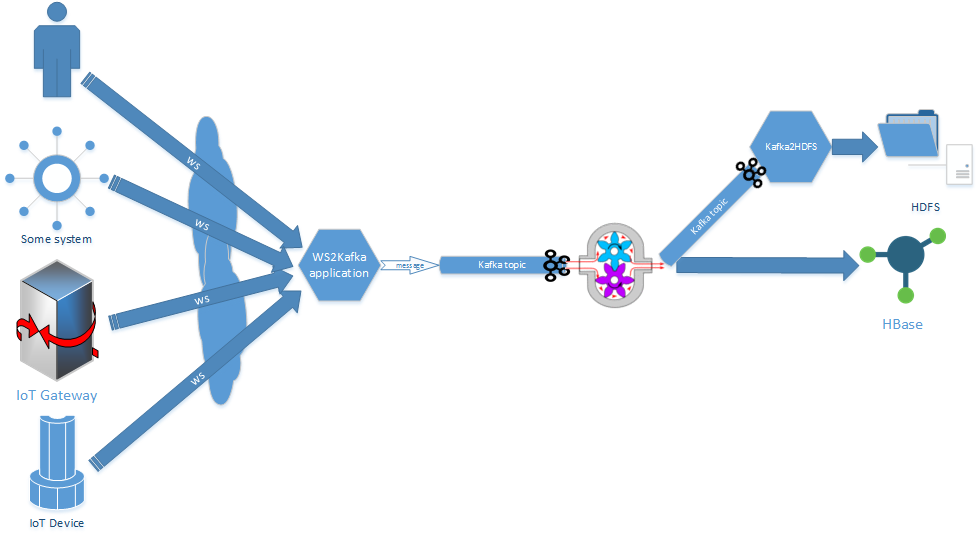 WS
WS
Some system
WS2Kafka
application
message
Kafka topic
WS
IoT Gateway
WS
IoT Device
Kafka topic
Kafka2HDFS
HDFS
HBase